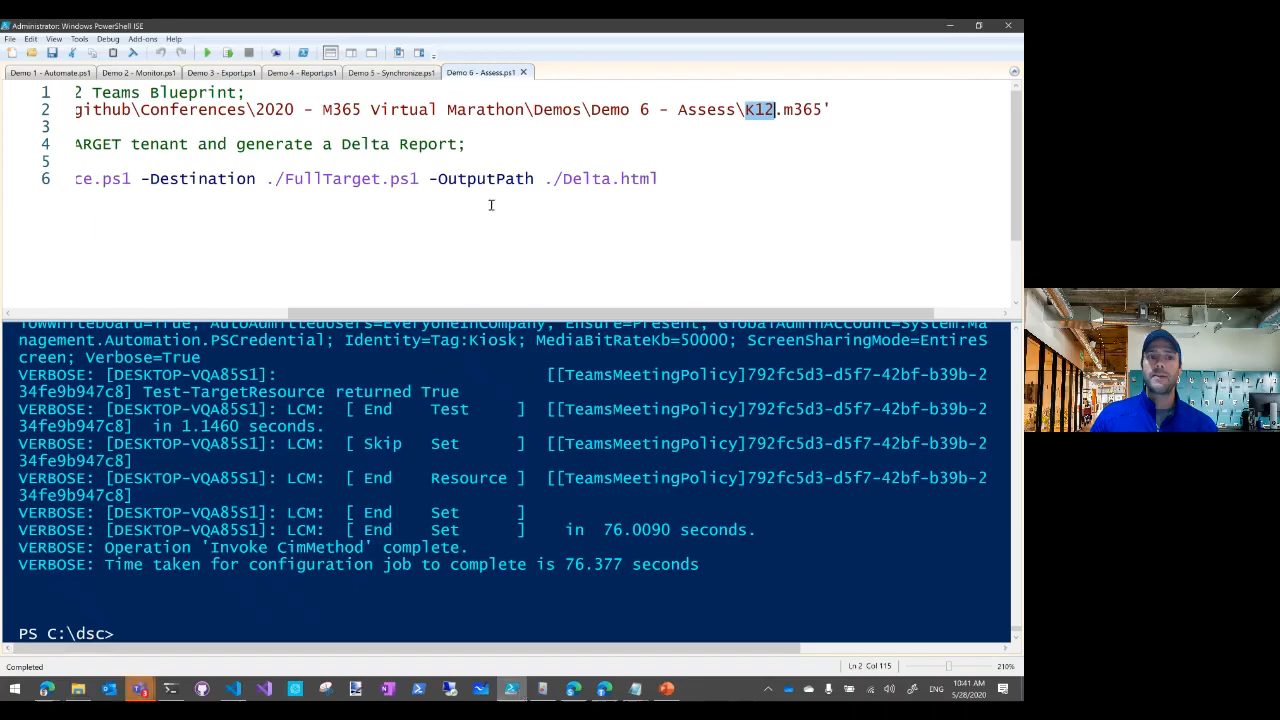 Administrator: Windows PowerShell ISE
File Edit View Tools Debug Add-ons Help
Demo 1 - Automate.ps1 Demo 2 - Monitor.ps1 Demo 3 - Export.ps1 Demo 4 - Report.ps1 Demo 5 - Synchronize.ps1 Demo 6 - Assess.ps1
1 2 Teams Blueprint;
2 github\Conferences\2020 - M365 Virtual Marathon\Demos\Demo 6 - Assess\K12.m365'
3
4 ARGET tenant and generate a Delta Report;
5
6 ce.ps1 -Destination ./FullTarget.ps1 -OutputPath ./Delta.html
lowWhiteboard=True; AutoAdmittedUsers=EveryoneInCompany; Ensure=Present; GlobalAdminAccount=System.Ma
nagement.Automation.PSCredential; Identity=Tag:Kiosk; MediaBitRateKb=50000; ScreenSharingMode=EntireS
creen; Verbose=True
VERBOSE: [DESKTOP-VQA85S1]: [[TeamsMeetingPolicy]792fc5d3-d5f7-42bf-b39b-2
34fe9b947c8] Test-TargetResource returned True
VERBOSE: [DESKTOP-VQA85S1]: LCM: [ End Test ] [[TeamsMeetingPolicy]792fc5d3-d5f7-42bf-b39b-2
34fe9b947c8] in 1.1460 seconds.
VERBOSE: [DESKTOP-VQA85S1]: LCM: [ Skip Set ] [[TeamsMeetingPolicy]792fc5d3-d5f7-42bf-b39b-2
34fe9b947c8]
VERBOSE: [DESKTOP-VQA85S1]: LCM: [ End Resource ] [[TeamsMeetingPolicy]792fc5d3-d5f7-42bf-b39b-2
34fe9b947c8]
VERBOSE: [DESKTOP-VQA85S1]: LCM: [ End Set ]
VERBOSE: [DESKTOP-VQA85S1]: LCM: [ End Set ] in 76.0090 seconds.
VERBOSE: Operation 'Invoke CimMethod' complete.
VERBOSE: Time taken for configuration job to complete is 76.377 seconds
PS C:\dsc>
Completed Ln 2 Col 115 210%
ENG 10:41 AM
5/28/2020